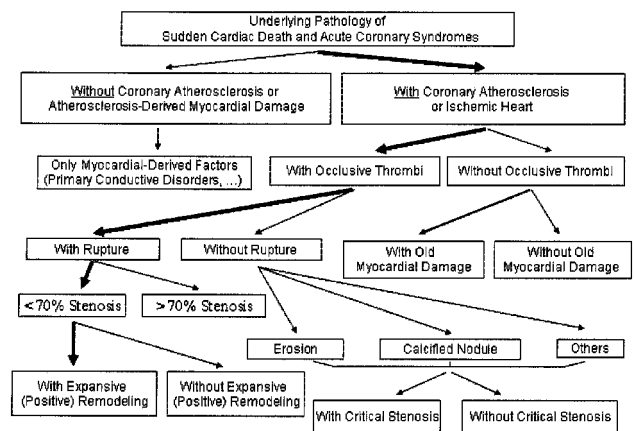 Underlying Pathology of
Sudden Cardiac Death and Acute Coronary Syndromes
Without Coronary Atherosclerosis or
Atherosclerosis-Derived Myocardial Damage
With Coronary Atherosclerosis
or Ischemic Heart
Only Myocardial-Derived Factors
(Primary Conductive Disorders, ...)
With Occlusive Thrombi
Without Occlusive Thrombi
With Rupture
Without Rupture
With Old
Myocardial Damage
Without Old
Myocardial Damage
<70% Stenosis
>70% Stenosis
Erosion
Calcified Nodule
Others
With Expansive
(Positive) Remodeling
Without Expansive
(Positive) Remodeling
With Critical Stenosis
Without Critical Stenosis